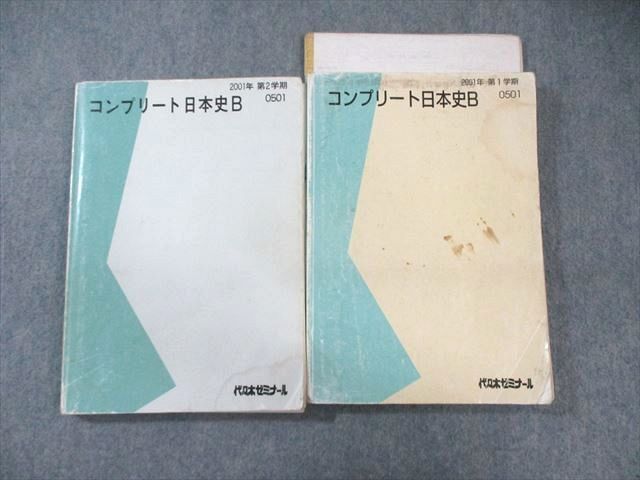 2001年 第2学期
コンプリート日本史B
0501
代々木ゼミナール
2001年 第1学期
コンプリート日本史B
0501
代々木ゼミナール